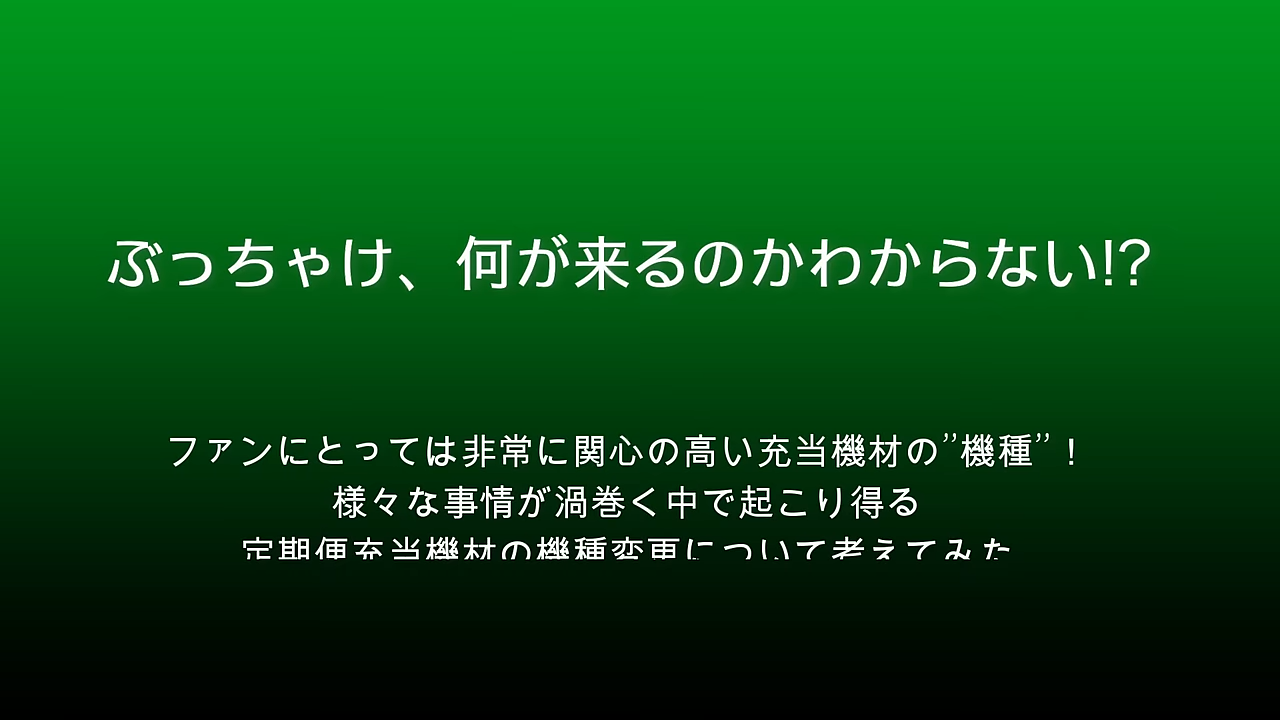 ぶっちゃけ、何が来るのかわからない!?
ファンにとっては非常に関心の高い充当機材の”機種”！
様々な事情が渦巻く中で起こり得る
定期便充当機材の機種変更について考えてみた